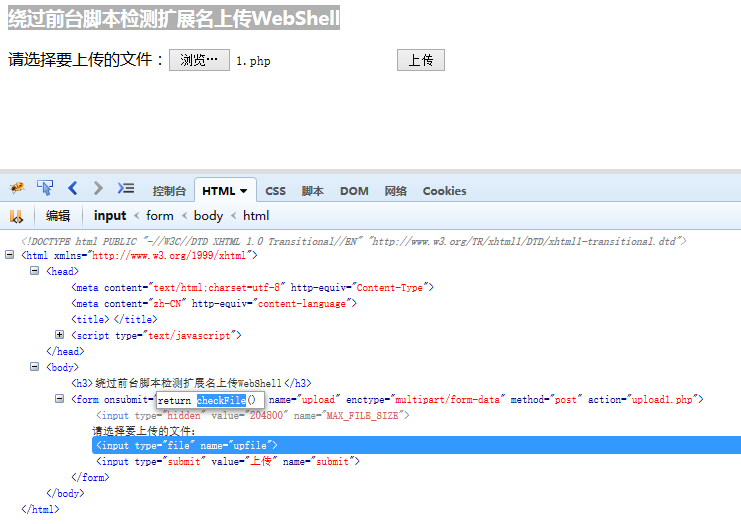 绕过前台脚本检测扩展名上传WebShell
请选择要上传的文件： 浏览… 1.php 上传
控制台 HTML CSS 脚本 DOM 网络 Cookies
编辑 input < form < body < html
<!DOCTYPE html PUBLIC "-//W3C//DTD XHTML 1.0 Transitional//EN" "http://www.w3.org/TR/xhtml1/DTD/xhtml1-transitional.dtd">
<html xmlns="http://www.w3.org/1999/xhtml">
<head>
<meta content="text/html;charset=utf-8" http-equiv="Content-Type">
<meta content="zh-CN" http-equiv="content-language">
<title> </title>
<script type="text/javascript">
</head>
<body>
<h3> 绕过前台脚本检测扩展名上传WebShell </h3>
<form onsubmit="return checkFile() name="upload" enctype="multipart/form-data" method="post" action="upload1.php">
<input type="hidden" value="204800" name="MAX_FILE_SIZE">
请选择要上传的文件：
<input type="file" name="upfile">
<input type="submit" value="上传" name="submit">
</form>
</body>
</html>